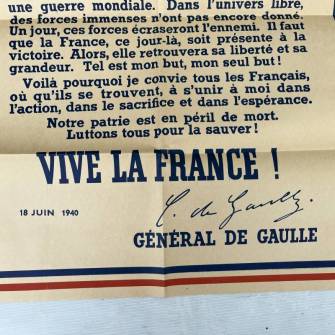 une guerre mondiale. Dans l'univers libre,
des forces immenses n'ont pas encore donné.
Un jour, ces forces écraseront l'ennemi. Il faut
que la France, ce jour-là, soit présente à la
victoire. Alors, elle retrouvera sa liberté et sa
grandeur. Tel est mon but, mon seul but !
Voilà pourquoi je convie tous les Français,
où qu'ils se trouvent, à s'unir à moi dans
l'action, dans le sacrifice et dans l'espérance.
Notre patrie est en péril de mort.
Luttons tous pour la sauver !
VIVE LA FRANCE !
18 JUIN 1940
C. de Gaulle.
GÉNÉRAL DE GAULLE